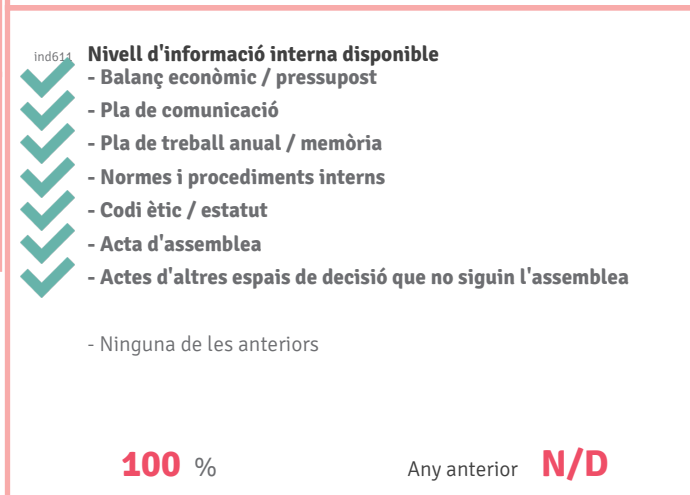 ind611 Nivell d'informació interna disponible
- Balanç econòmic / pressupost
- Pla de comunicació
- Pla de treball anual / memòria
- Normes i procediments interns
- Codi ètic / estatut
- Acta d'assemblea
- Actes d'altres espais de decisió que no siguin l'assemblea
- Ninguna de les anteriors
100 % Any anterior N/D